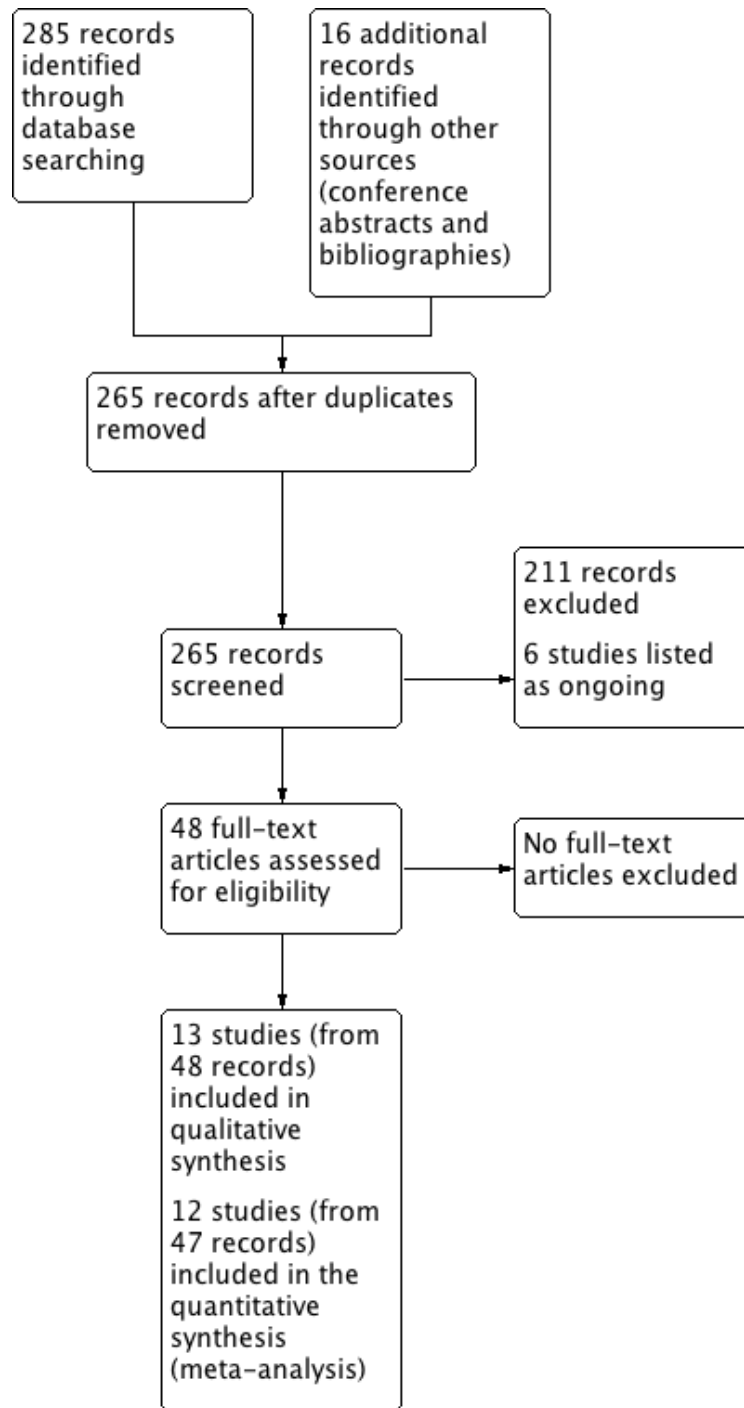 285 records
identified
through
database
searching
16 additional
records
identified
through other
sources
(conference
abstracts and
bibliographies)
265 records after duplicates
removed
211 records
excluded
6 studies listed
as ongoing
265 records
screened
48 full-text
articles assessed
for eligibility
No full-text
articles excluded
13 studies (from
48 records)
included in
qualitative
synthesis
12 studies (from
47 records)
included in the
quantitative
synthesis
(meta-analysis)